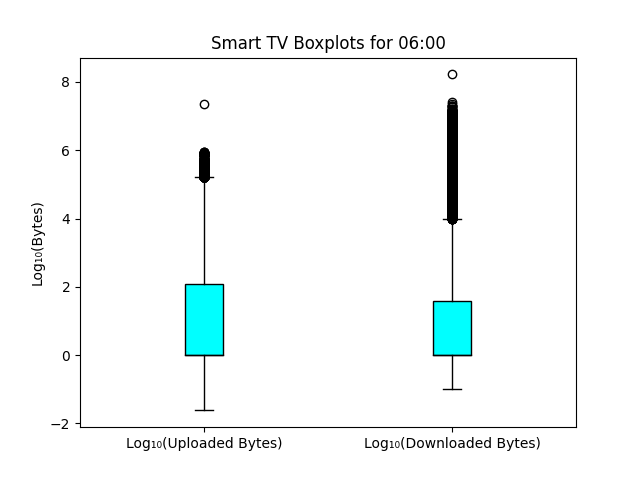 Smart TV Boxplots for 06:00
Log₁₀(Bytes)
8
6
4
2
0
−2
Log₁₀(Uploaded Bytes)
Log₁₀(Downloaded Bytes)